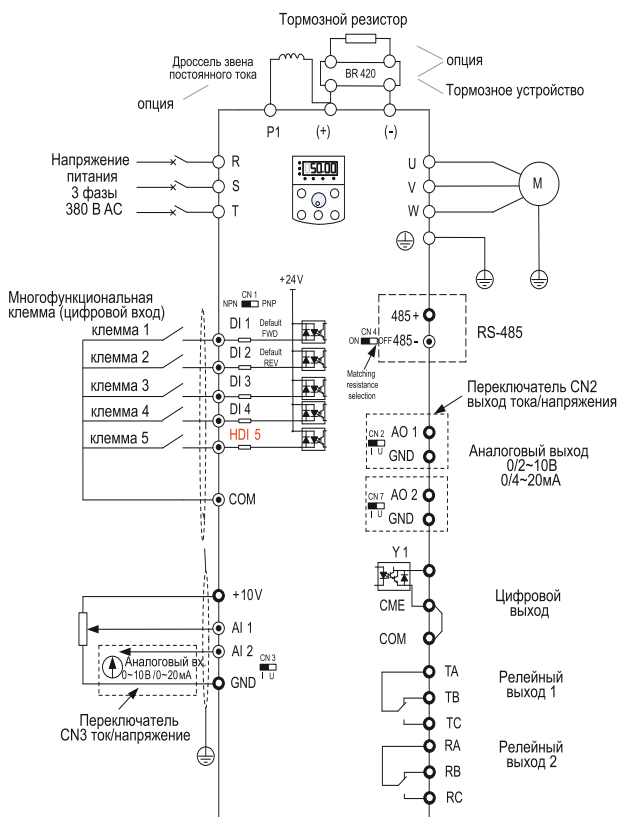 Тормозной резистор
Дроссель звена
постоянного тока
опция
BR 420
опция
Тормозное устройство
P1
(+)
(-)
Напряжение
питания
3 фазы
380 В AC
R
S
T
50.00
U
V
W
M
+24V
CN 1
NPN
PNP
Многофункциональная
клемма (цифровой вход)
клемма 1
DI 1
Default
FWD
клемма 2
DI 2
Default
REV
клемма 3
DI 3
клемма 4
DI 4
клемма 5
HDI 5
COM
485+
CN 4
ON
OFF
485-
RS-485
Matching
resistance
selection
Переключатель CN2
выход тока/напряжения
CN 2
I U
AO 1
GND
Аналоговый выход
0/2~10В
0/4~20мА
CN 7
I U
AO 2
GND
Y 1
CME
COM
Цифровой
выход
+10V
AI 1
AI 2
CN 3
I U
Аналоговый вх
0~10В /0~20мА
GND
Переключатель
CN3 ток/напряжение
TA
TB
TC
Релейный
выход 1
RA
RB
RC
Релейный
выход 2